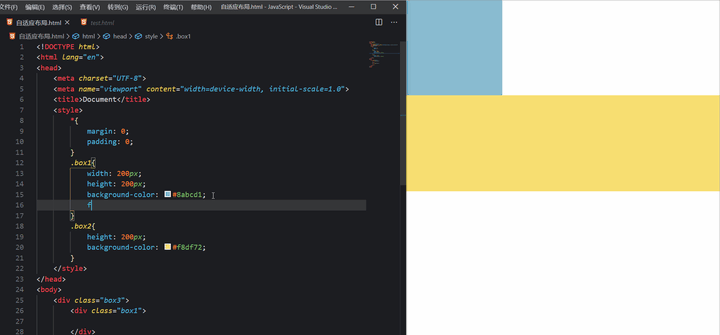 文件(F) 编辑(E) 选择(S) 查看(V) 转到(G) 运行(R) 终端(T) 帮助(H) 自适应布局.html - JavaScript - Visual Studio ...
自适应布局.html × test.html
自适应布局.html > html > head > style > .box1
1 <!DOCTYPE html>
2 <html lang="en">
3 <head>
4 <meta charset="UTF-8">
5 <meta name="viewport" content="width=device-width, initial-scale=1.0">
6 <title>Document</title>
7 <style>
8 *{
9 margin: 0;
10 padding: 0;
11 }
12 .box1{
13 width: 200px;
14 height: 200px;
15 background-color: #8abcd1;
16 f
17 }
18 .box2{
19 height: 200px;
20 background-color: #f8df72;
21 }
22 </style>
23 </head>
24 <body>
25 <div class="box3">
26 <div class="box1">
27
28 </div>